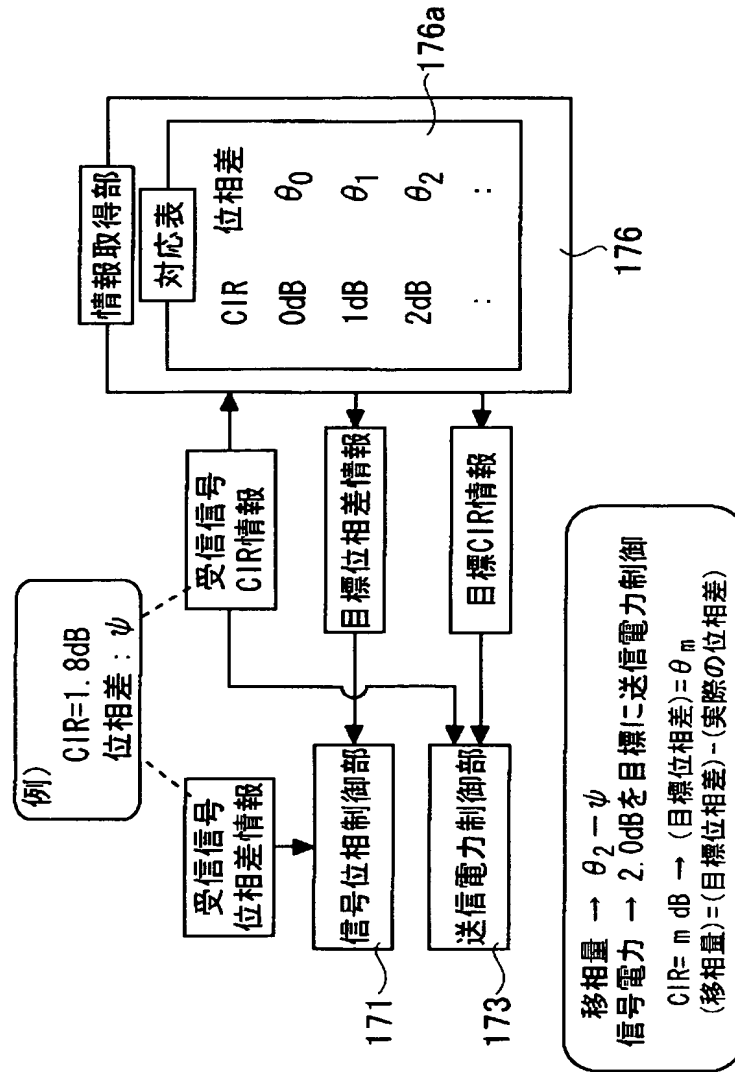 例)
CIR=1.8dB
位相差：ψ
受信信号
位相差情報
受信信号
CIR情報
情報取得部
対応表
CIR 位相差
0dB θ0
1dB θ1
2dB θ2
: :
176a
176
信号位相制御部
171
目標位相差情報
送信電力制御部
173
目標CIR情報
移相量 → θ2−ψ
信号電力 → 2.0dBを目標に送信電力制御
CIR= m dB → (目標位相差)=θm
(移相量)=(目標位相差)-(実際の位相差)